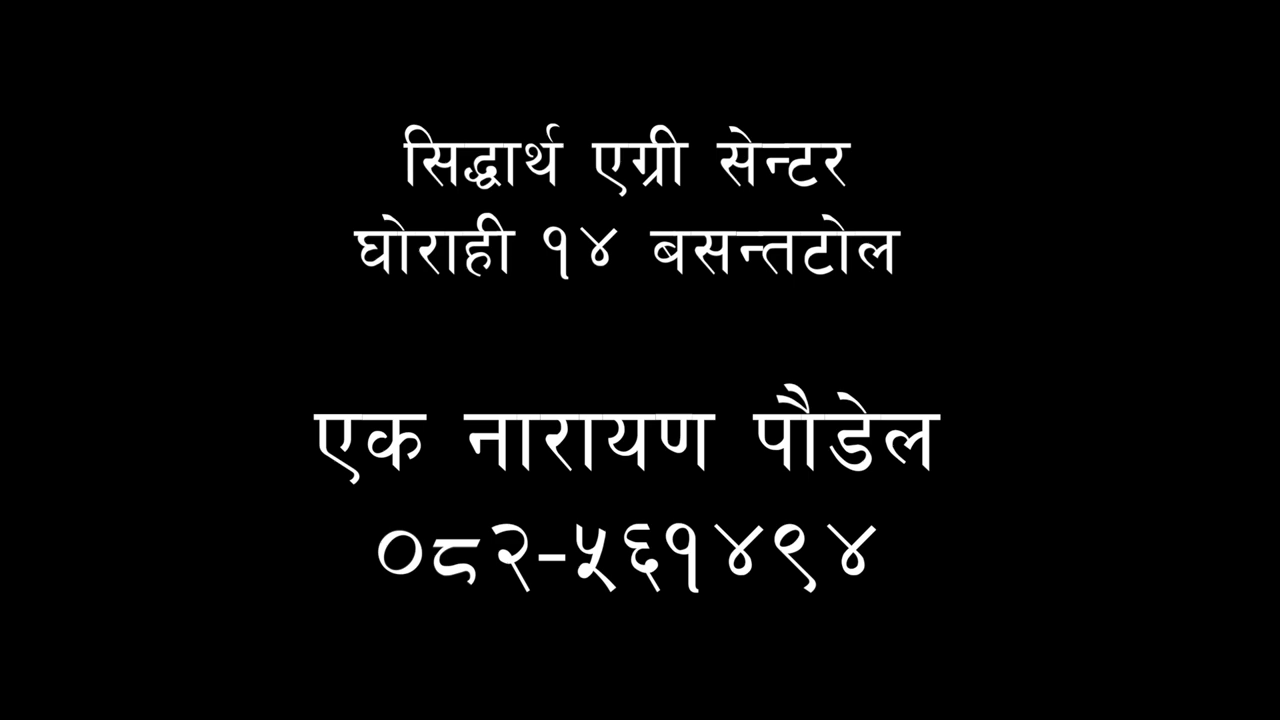 सिद्धार्थ एग्री सेन्टर
घोराही १४ बसन्तटोल
एक नारायण पौडेल
०८२-५६१४९४